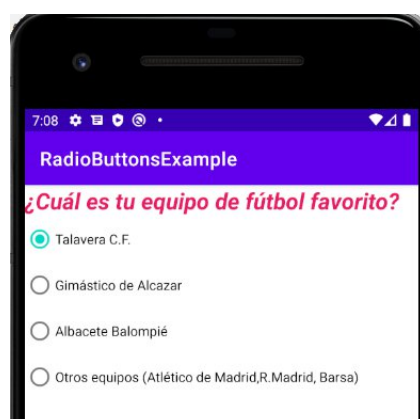 7:08
RadioButtonsExample
¿Cuál es tu equipo de fútbol favorito?
Talavera C.F.
Gimástico de Alcazar
Albacete Balompié
Otros equipos (Atlético de Madrid,R.Madrid, Barsa)